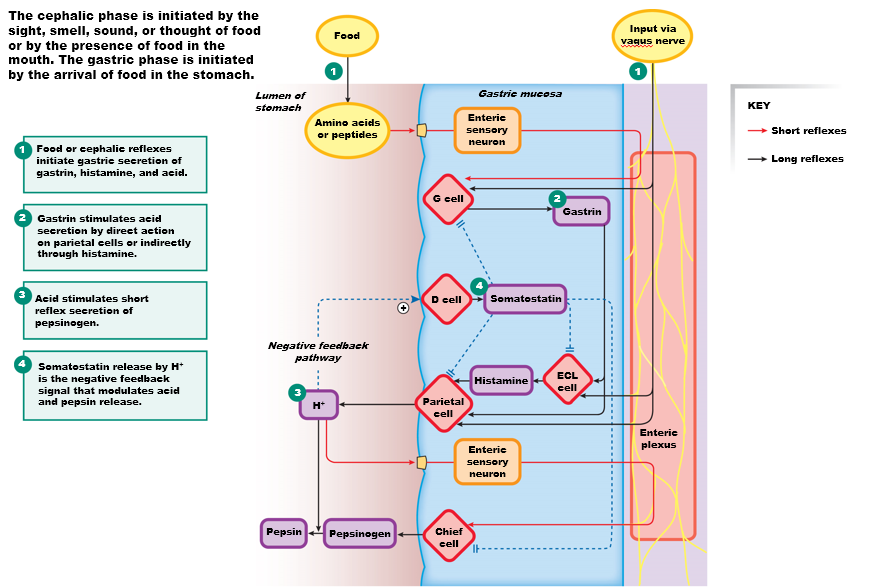 The cephalic phase is initiated by the
sight, smell, sound, or thought of food
or by the presence of food in the
mouth. The gastric phase is initiated
by the arrival of food in the stomach.
1
Food or cephalic reflexes
initiate gastric secretion of
gastrin, histamine, and acid.
2
Gastrin stimulates acid
secretion by direct action
on parietal cells or indirectly
through histamine.
3
Acid stimulates short
reflex secretion of
pepsinogen.
4
Somatostatin release by H+
is the negative feedback
signal that modulates acid
and pepsin release.
Food
1
Input via
vagus nerve
1
Lumen of
stomach
Gastric mucosa
Amino acids
or peptides
Enteric
sensory
neuron
G cell
2
Gastrin
D cell
4
Somatostatin
+
Negative feedback
pathway
3
H+
Parietal
cell
Histamine
ECL
cell
Enteric
plexus
Enteric
sensory
neuron
Pepsin
Pepsinogen
Chief
cell
KEY
Short reflexes
Long reflexes